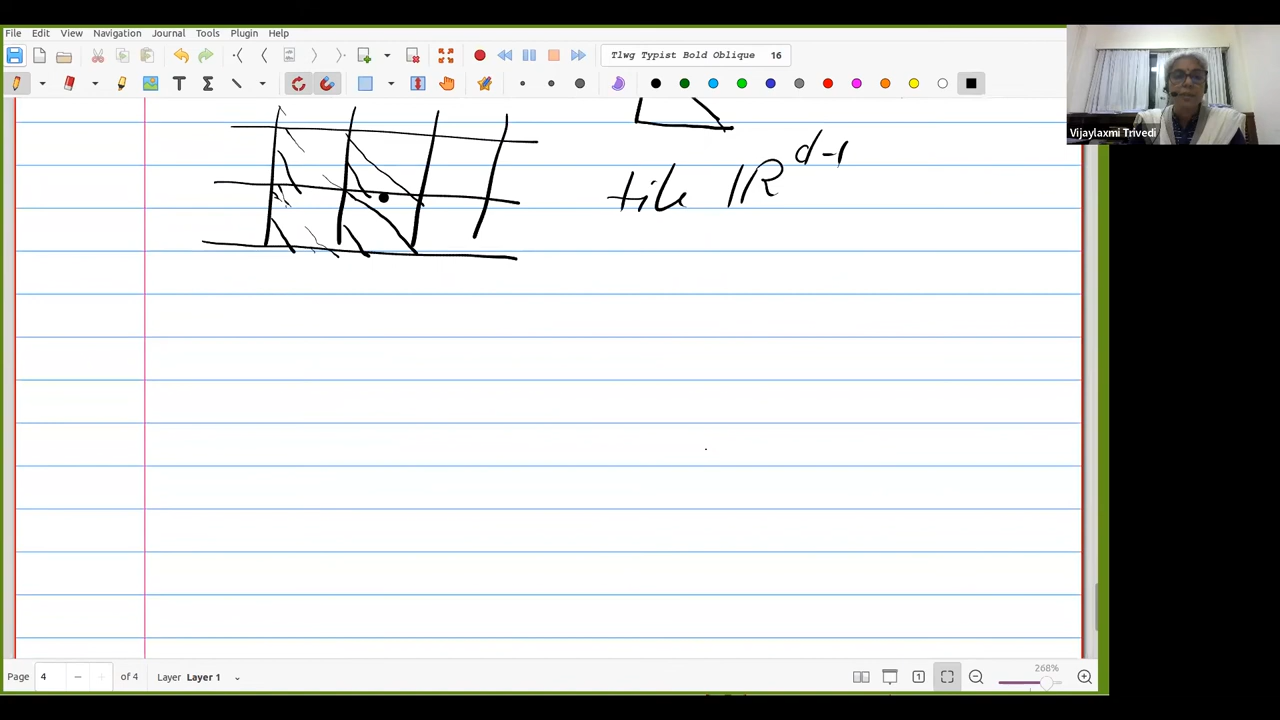 File Edit View Navigation Journal Tools Plugin Help
Tlwg Typist Bold Oblique 16
Vijaylaxmi Trivedi
tile ℝ^{d-1}
Page 4 of 4 Layer Layer 1
268%